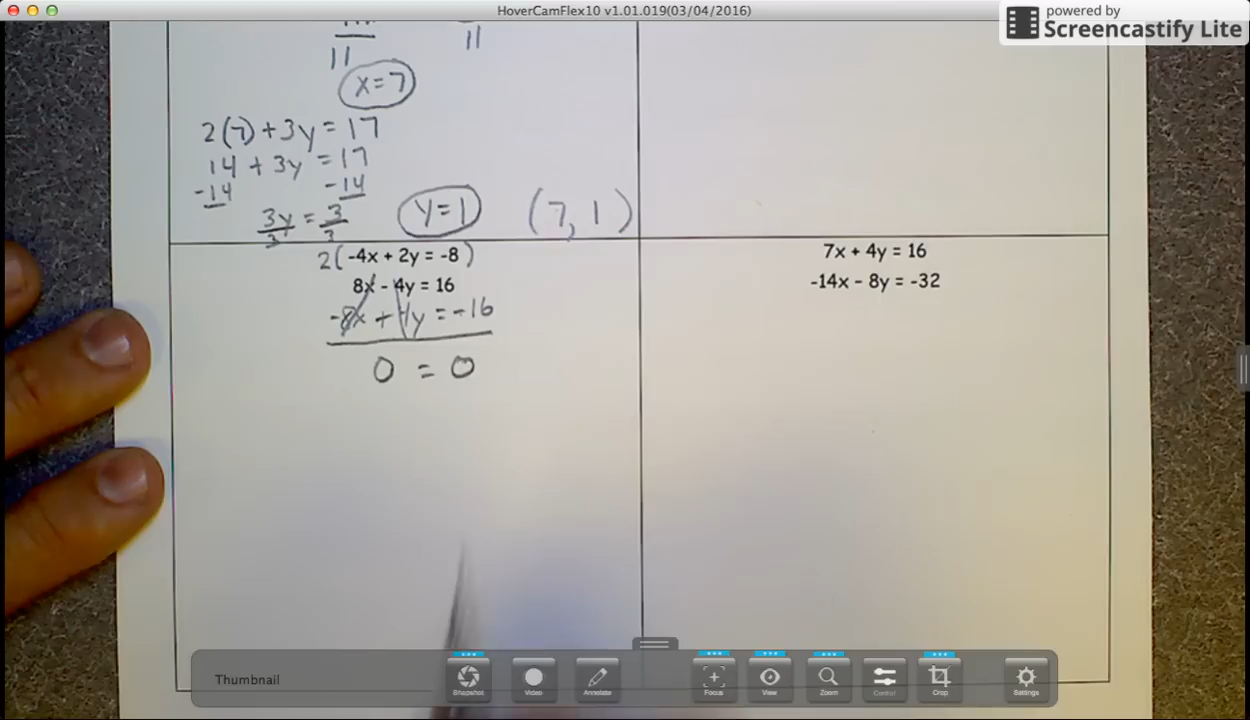 HoverCamFlex10 v1.01.019(03/04/2016)
powered by
Screencastify Lite
11
11
x=7
2(7)+3y=17
14 + 3y =17
-14 -14
3y = 3
3 3
y=1
(7, 1)
2(-4x + 2y = -8)
8x - 4y = 16
-8x + 4y = -16
0 = 0
7x + 4y = 16
-14x - 8y = -32
Thumbnail
Snapshot
Video
Annotate
Focus
View
Zoom
Control
Crop
Settings